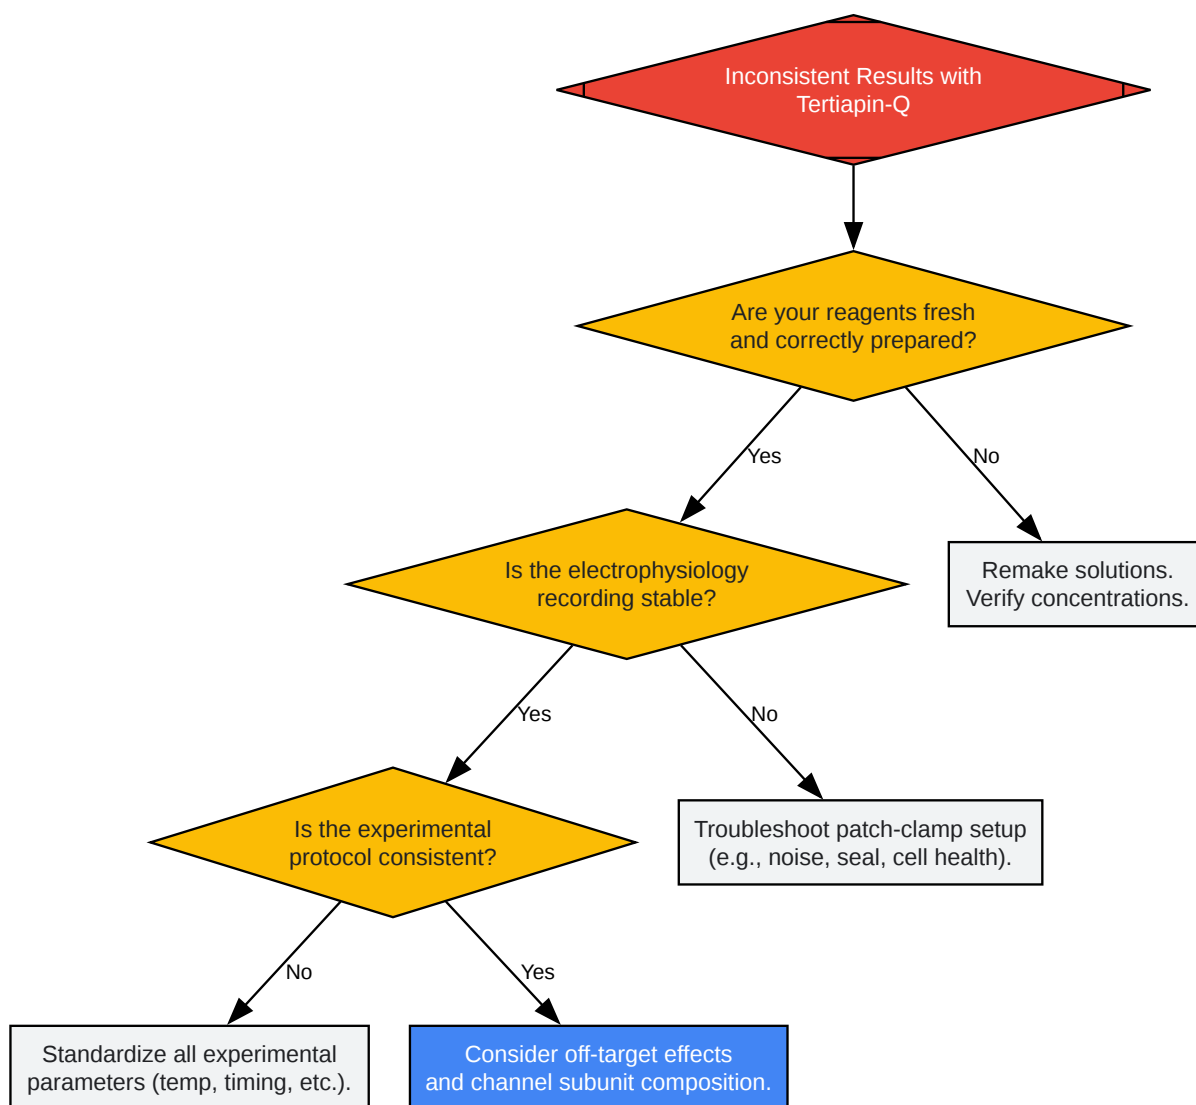 Inconsistent Results with
Tertiapin-Q
Are your reagents fresh
and correctly prepared?
Yes
No
Is the electrophysiology
recording stable?
Remake solutions.
Verify concentrations.
Yes
No
Is the experimental
protocol consistent?
Troubleshoot patch-clamp setup
(e.g., noise, seal, cell health).
No
Yes
Standardize all experimental
parameters (temp, timing, etc.).
Consider off-target effects
and channel subunit composition.